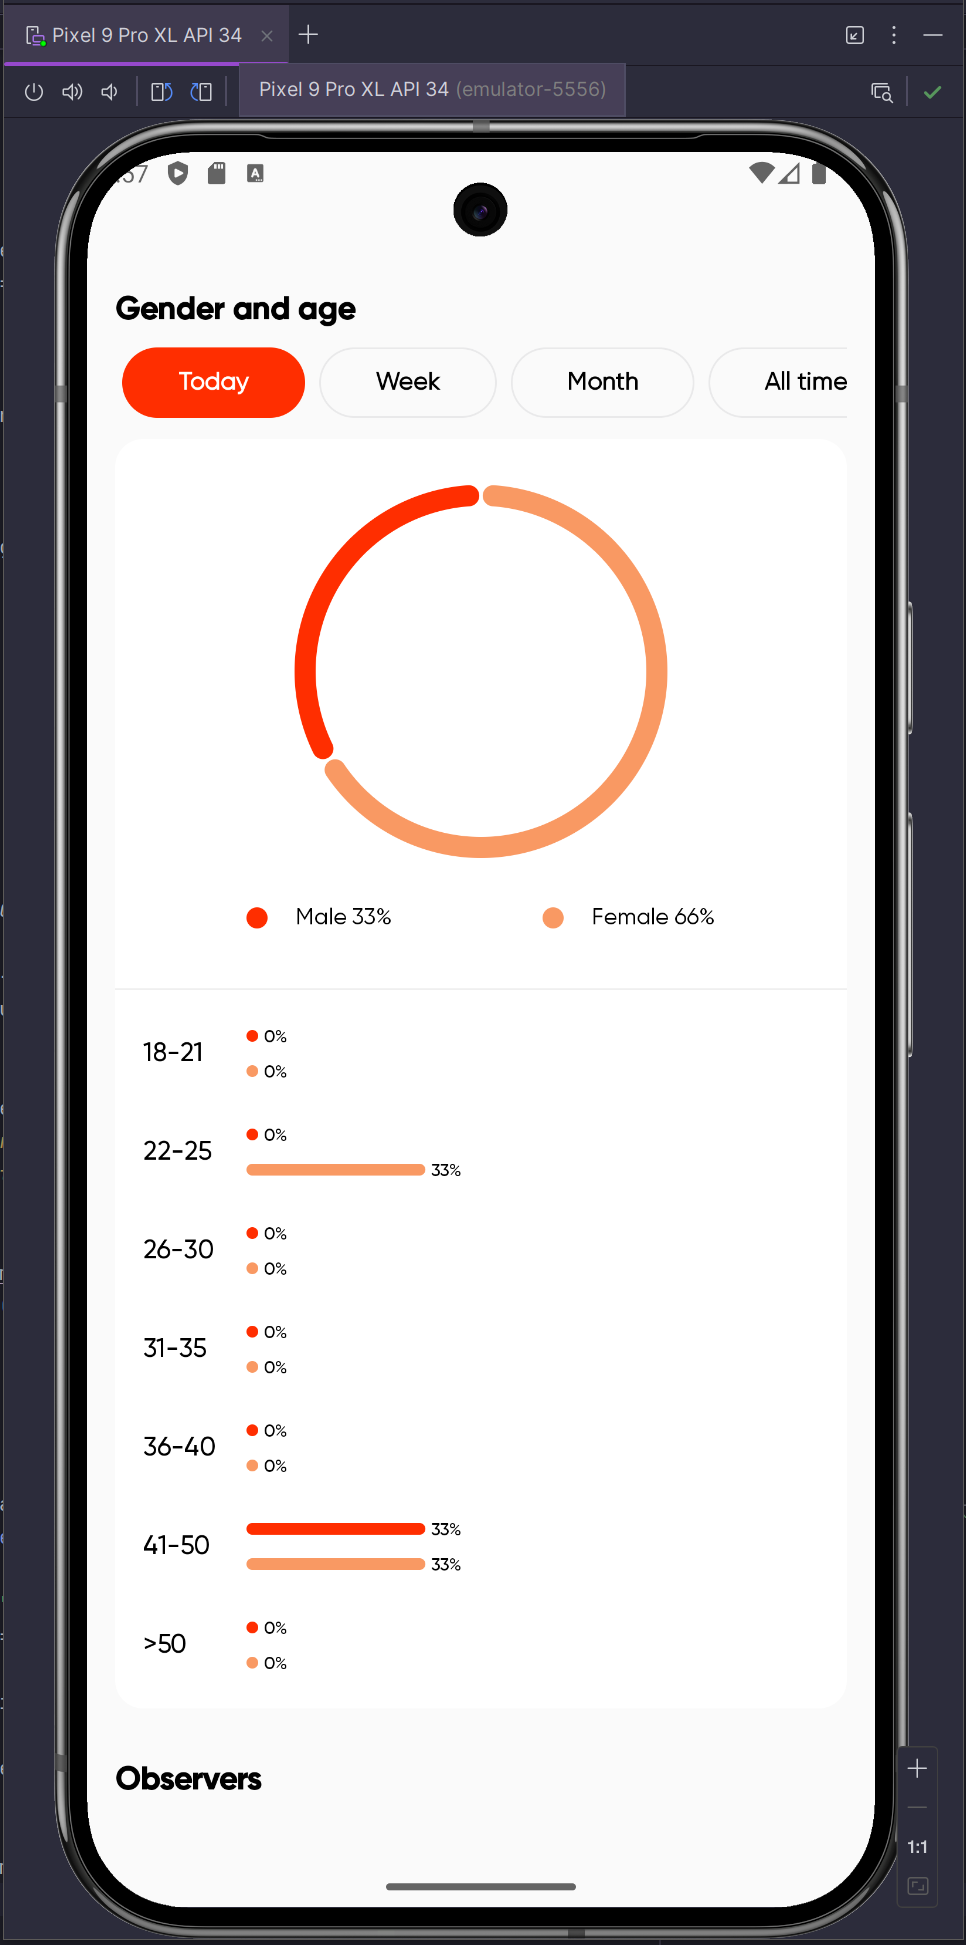 Pixel 9 Pro XL API 34
Pixel 9 Pro XL API 34 (emulator-5556)
:57
Gender and age
Today
Week
Month
All time
Male 33%
Female 66%
18-21
0%
0%
22-25
0%
33%
26-30
0%
0%
31-35
0%
0%
36-40
0%
0%
41-50
33%
33%
>50
0%
0%
Observers
1:1